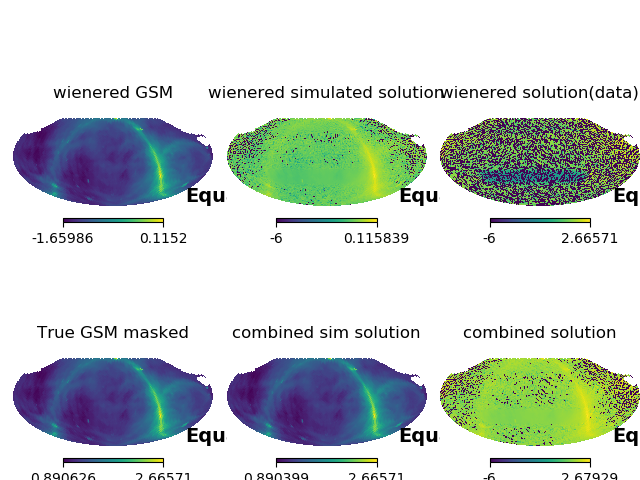 wienered GSM
wienered simulated solution
wienered solution(data)
Equ
Equ
Eq
-1.65986 0.1152
-6 0.115839
-6 2.66571
True GSM masked
combined sim solution
combined solution
Equ
Equ
Eq
0.890626 2.66571
0.890399 2.66571
-6 2.67929